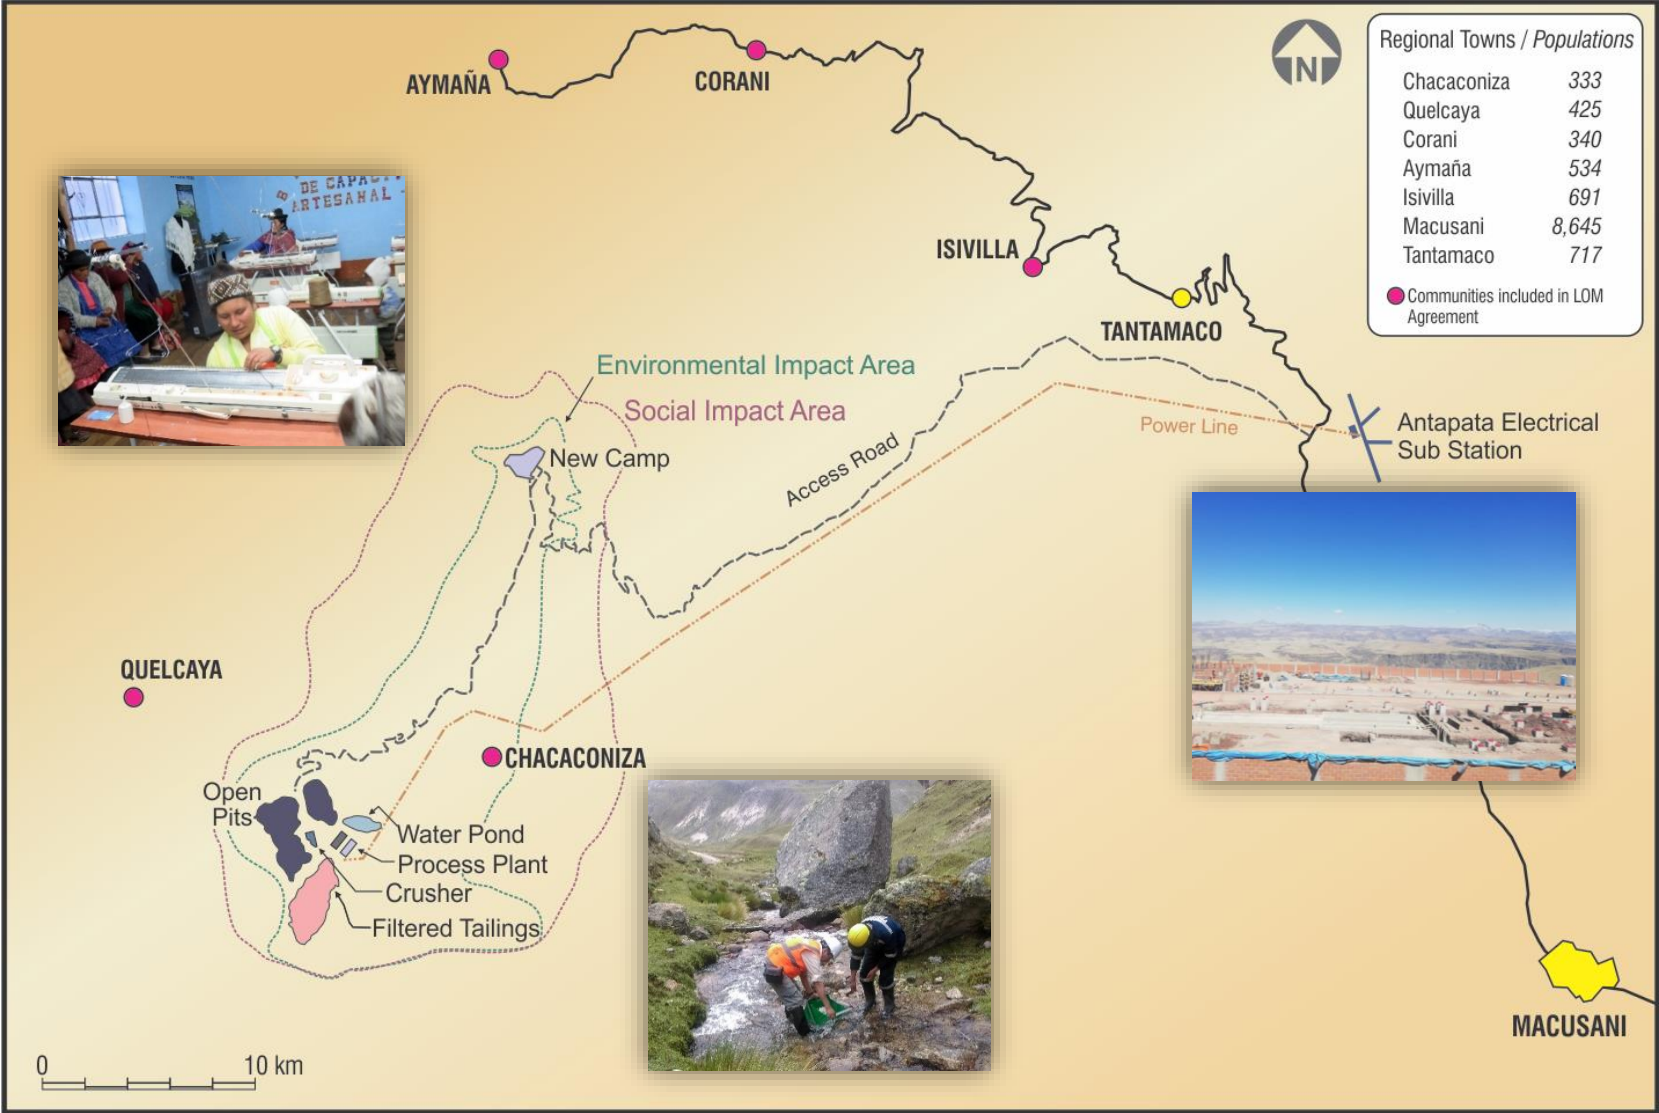 AYMAÑA
CORANI
N
Regional Towns / Populations
Chacaconiza 333
Quelcaya 425
Corani 340
Aymaña 534
Isivilla 691
Macusani 8,645
Tantamaco 717
Communities included in LOM
Agreement
DE CAPACI
ARTESANAL
ISIVILLA
TANTAMACO
Environmental Impact Area
Social Impact Area
New Camp
Access Road
Power Line
Antapata Electrical
Sub Station
QUELCAYA
CHACACONIZA
Open
Pits
Water Pond
Process Plant
Crusher
Filtered Tailings
MACUSANI
0 10 km